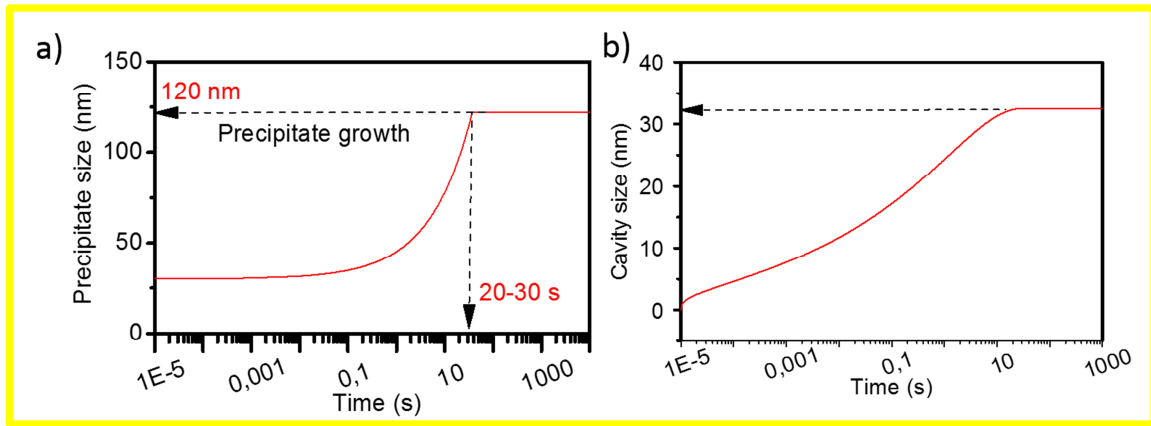 a)
150
100
50
0
Precipitate size (nm)
120 nm
Precipitate growth
20-30 s
1E-5
0,001
0,1
10
1000
Time (s)
b)
40
30
20
10
0
Cavity size (nm)
1E-5
0,001
0,1
10
1000
Time (s)